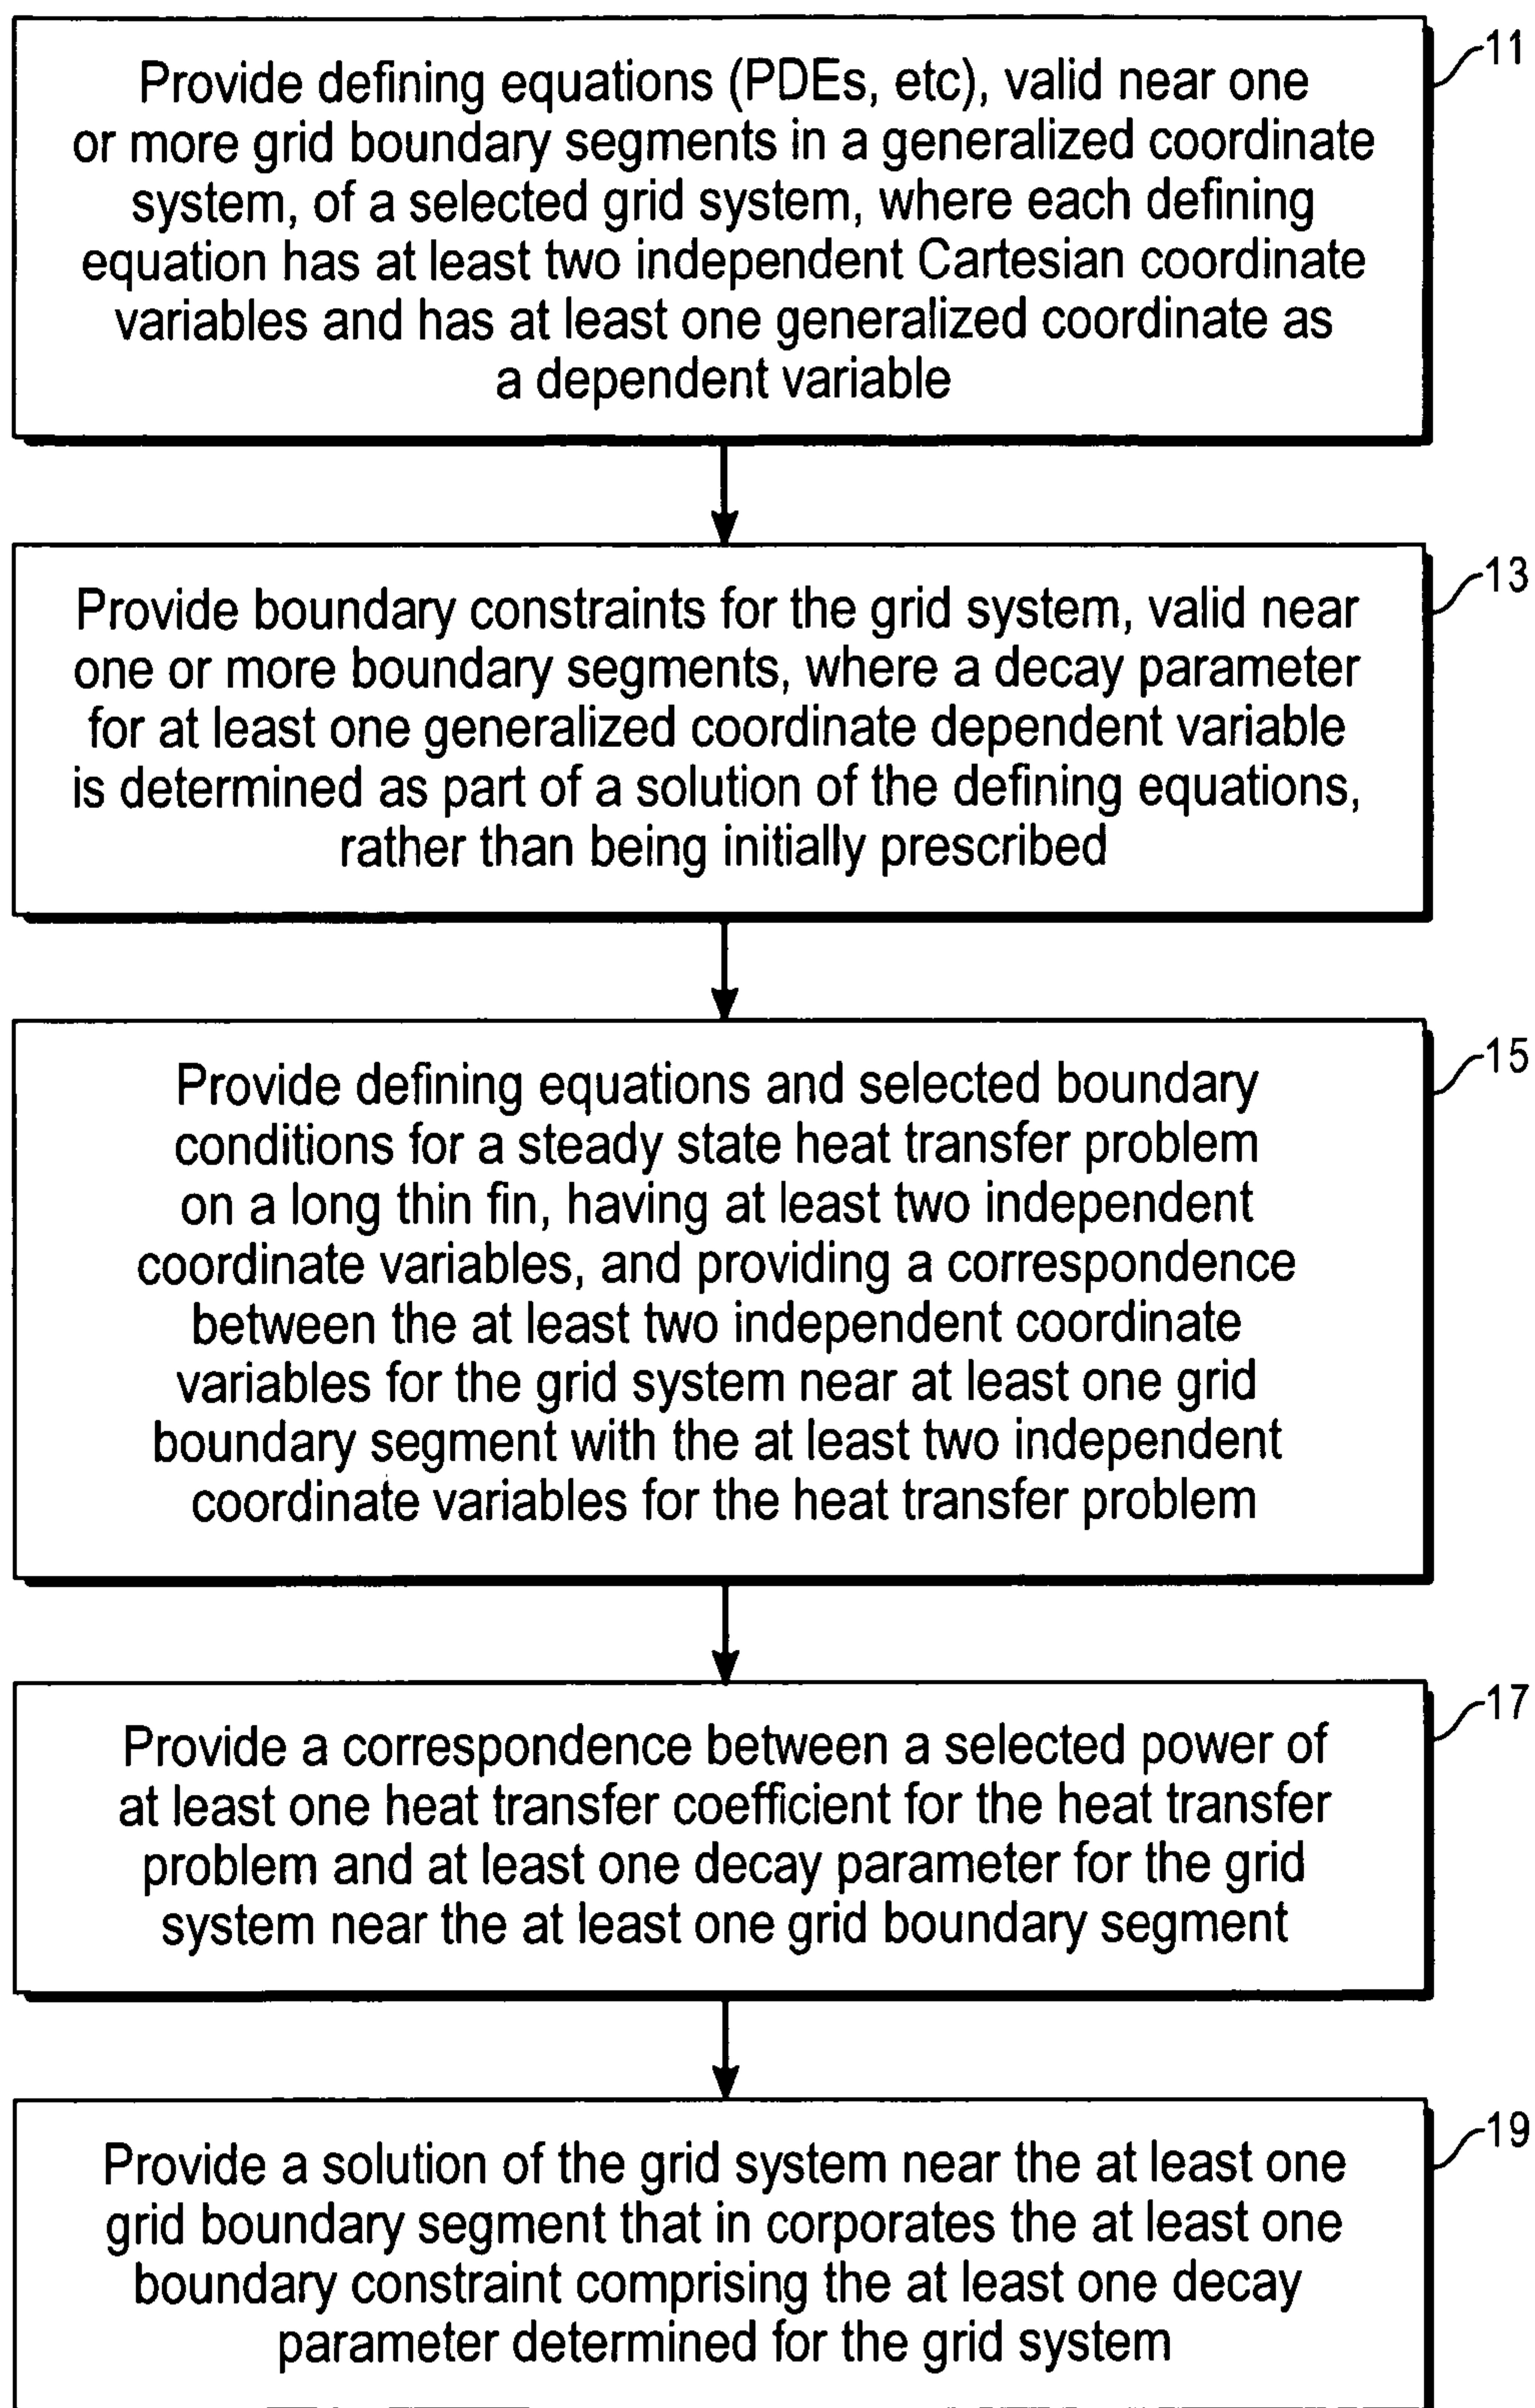 11
Provide defining equations (PDEs, etc), valid near one
or more grid boundary segments in a generalized coordinate
system, of a selected grid system, where each defining
equation has at least two independent Cartesian coordinate
variables and has at least one generalized coordinate as
a dependent variable
13
Provide boundary constraints for the grid system, valid near
one or more boundary segments, where a decay parameter
for at least one generalized coordinate dependent variable
is determined as part of a solution of the defining equations,
rather than being initially prescribed
15
Provide defining equations and selected boundary
conditions for a steady state heat transfer problem
on a long thin fin, having at least two independent
coordinate variables, and providing a correspondence
between the at least two independent coordinate
variables for the grid system near at least one grid
boundary segment with the at least two independent
coordinate variables for the heat transfer problem
17
Provide a correspondence between a selected power of
at least one heat transfer coefficient for the heat transfer
problem and at least one decay parameter for the grid
system near the at least one grid boundary segment
19
Provide a solution of the grid system near the at least one
grid boundary segment that in corporates the at least one
boundary constraint comprising the at least one decay
parameter determined for the grid system